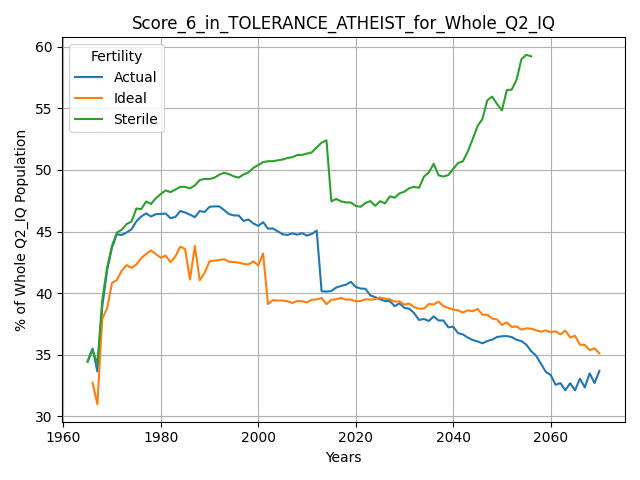 Score_6_in_TOLERANCE_ATHEIST_for_Whole_Q2_IQ
Fertility
Actual
Ideal
Sterile
% of Whole Q2_IQ Population
60
55
50
45
40
35
30
1960
1980
2000
2020
2040
2060
Years